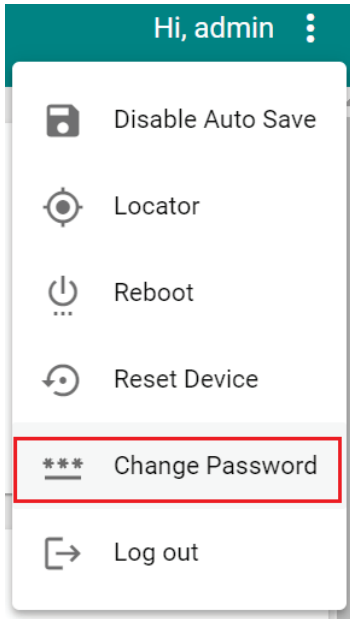 Hi, admin
Disable Auto Save
Locator
Reboot
Reset Device
Change Password
Log out